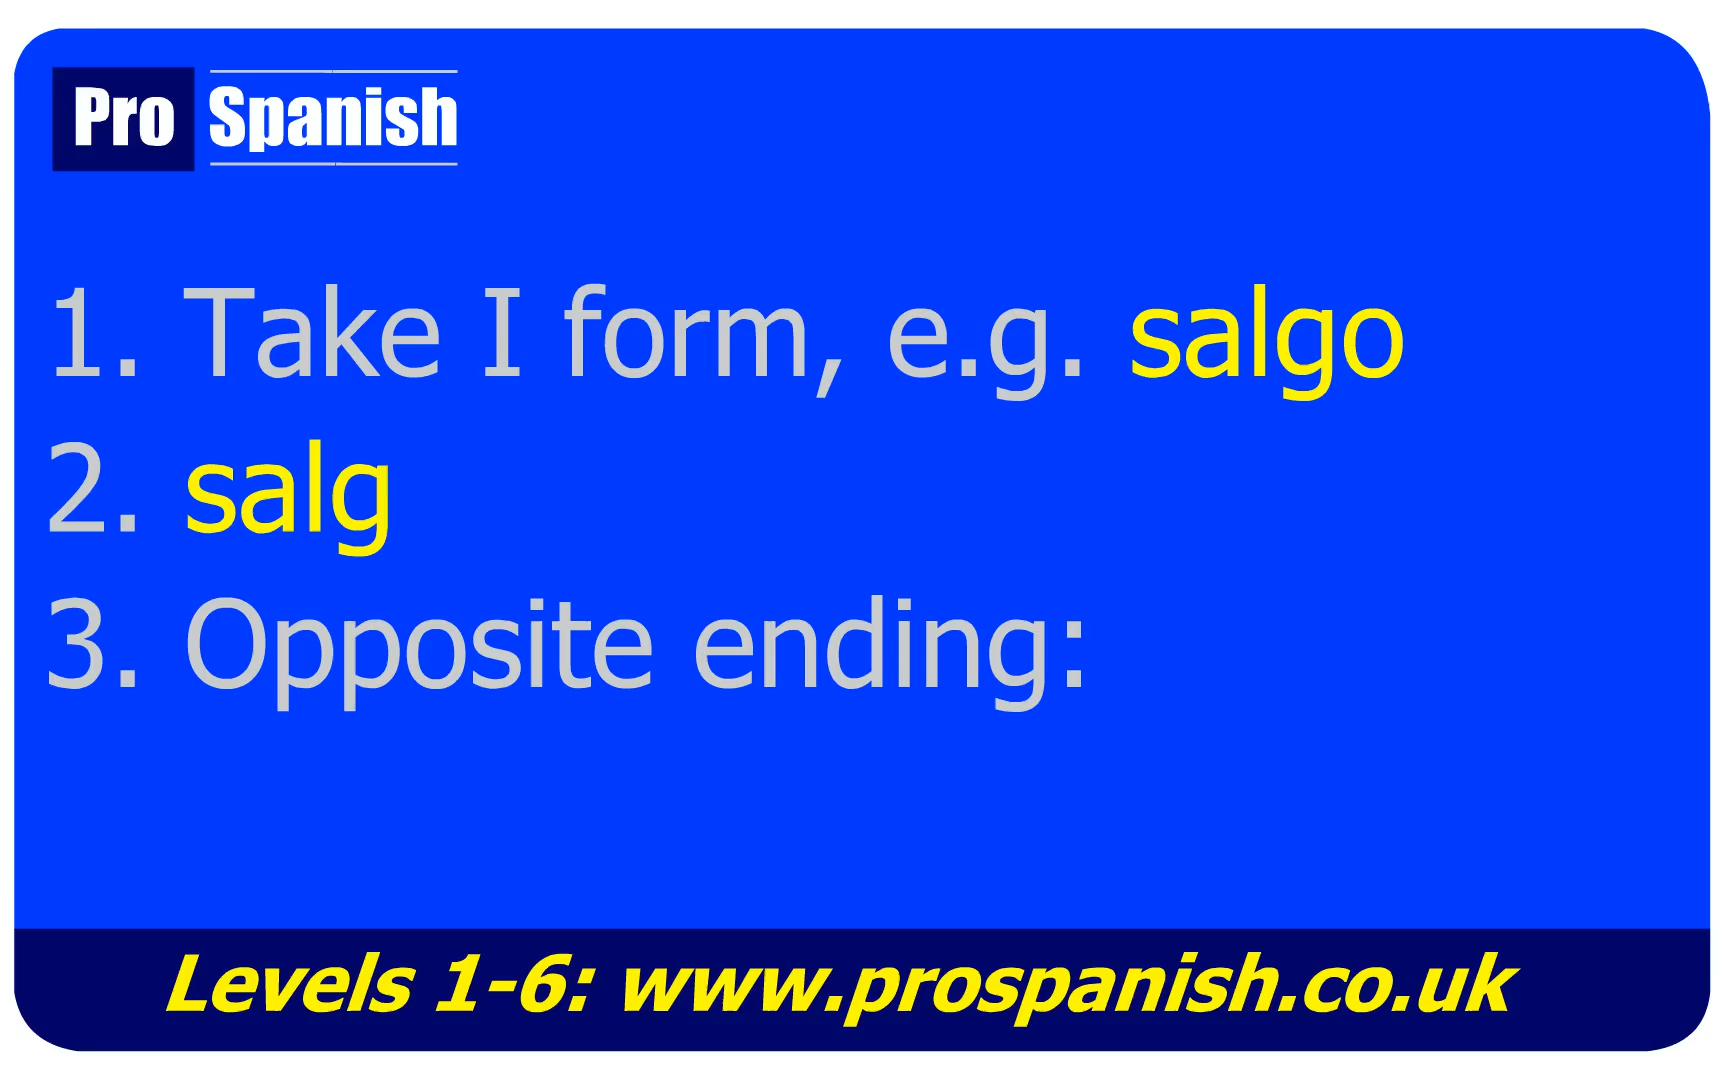 Pro Spanish
1. Take I form, e.g. salgo
2. salg
3. Opposite ending:
Levels 1-6: www.prospanish.co.uk